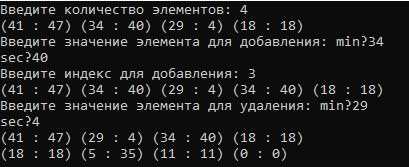 Введите количество элементов: 4
(41 : 47) (34 : 40) (29 : 4) (18 : 18)
Введите значение элемента для добавления: min?34
sec?40
Введите индекс для добавления: 3
(41 : 47) (34 : 40) (29 : 4) (34 : 40) (18 : 18)
Введите значение элемента для удаления: min?29
sec?4
(41 : 47) (29 : 4) (34 : 40) (18 : 18)
(18 : 18) (5 : 35) (11 : 11) (0 : 0)